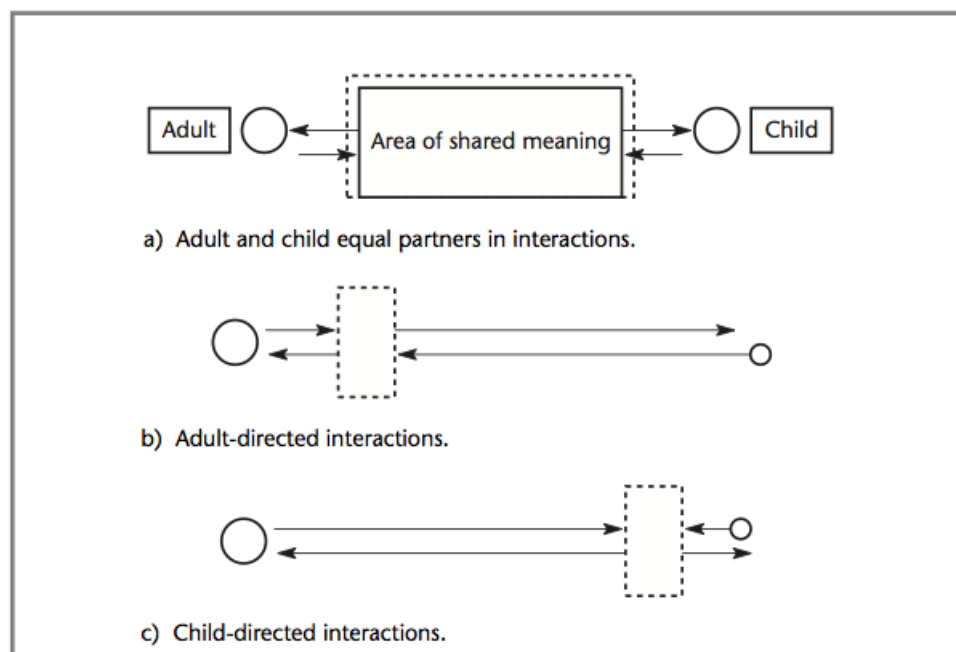 Adult
Area of shared meaning
Child
a) Adult and child equal partners in interactions.
b) Adult-directed interactions.
c) Child-directed interactions.